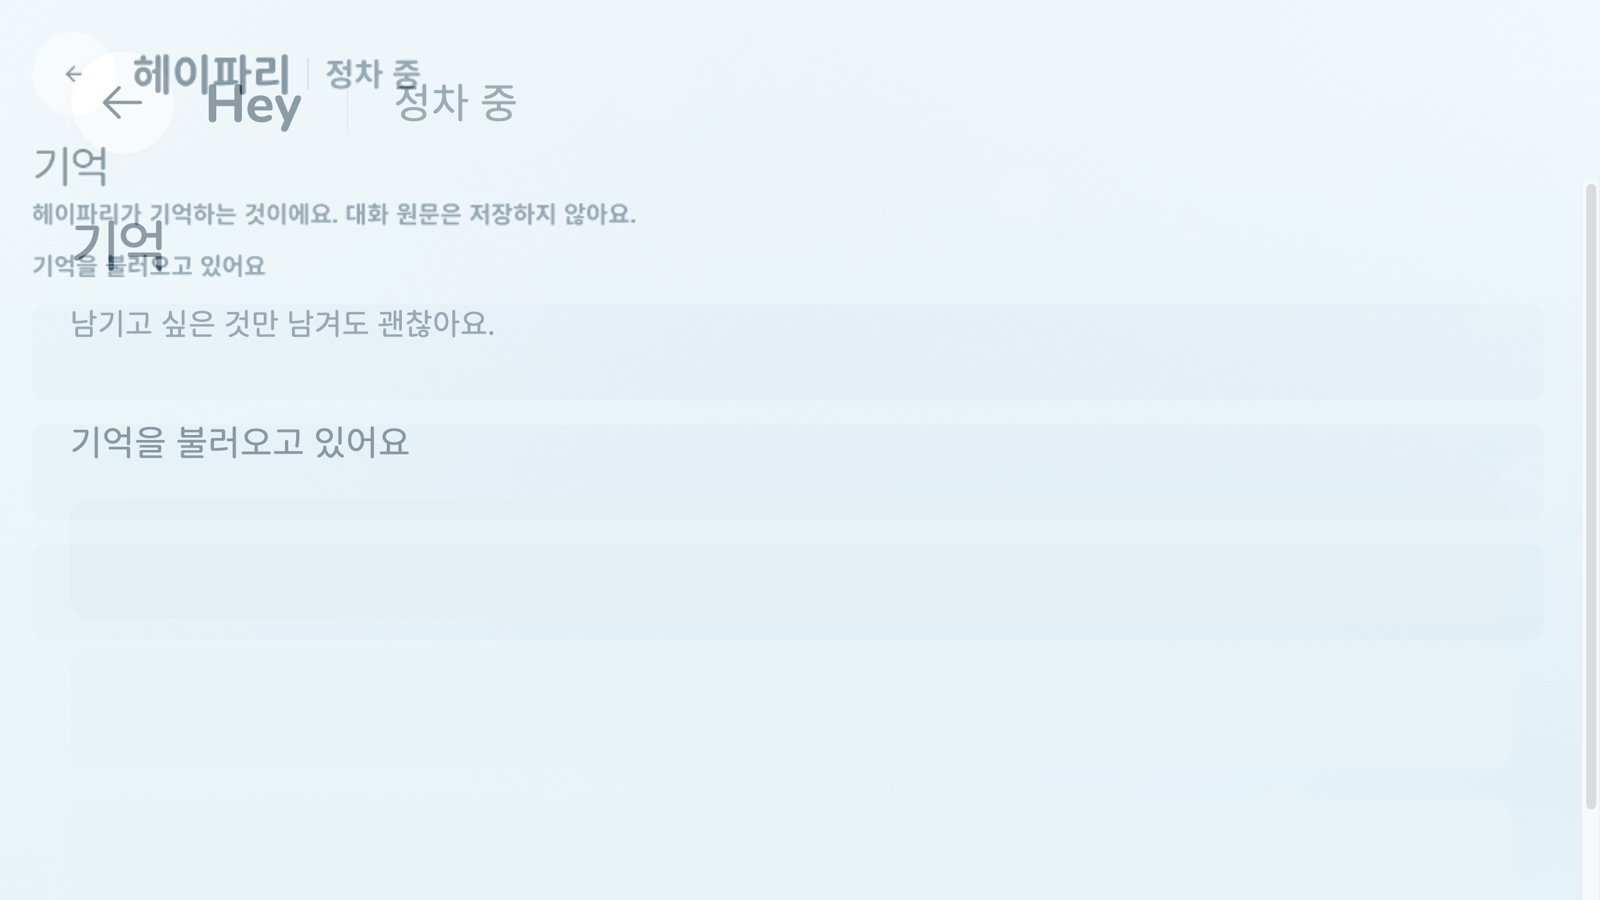 헤이파리 정차 중
Hey 정차 중
기억
헤이파리가 기억하는 것이에요. 대화 원문은 저장하지 않아요.
기억
기억을 불러오고 있어요
남기고 싶은 것만 남겨도 괜찮아요.
기억을 불러오고 있어요